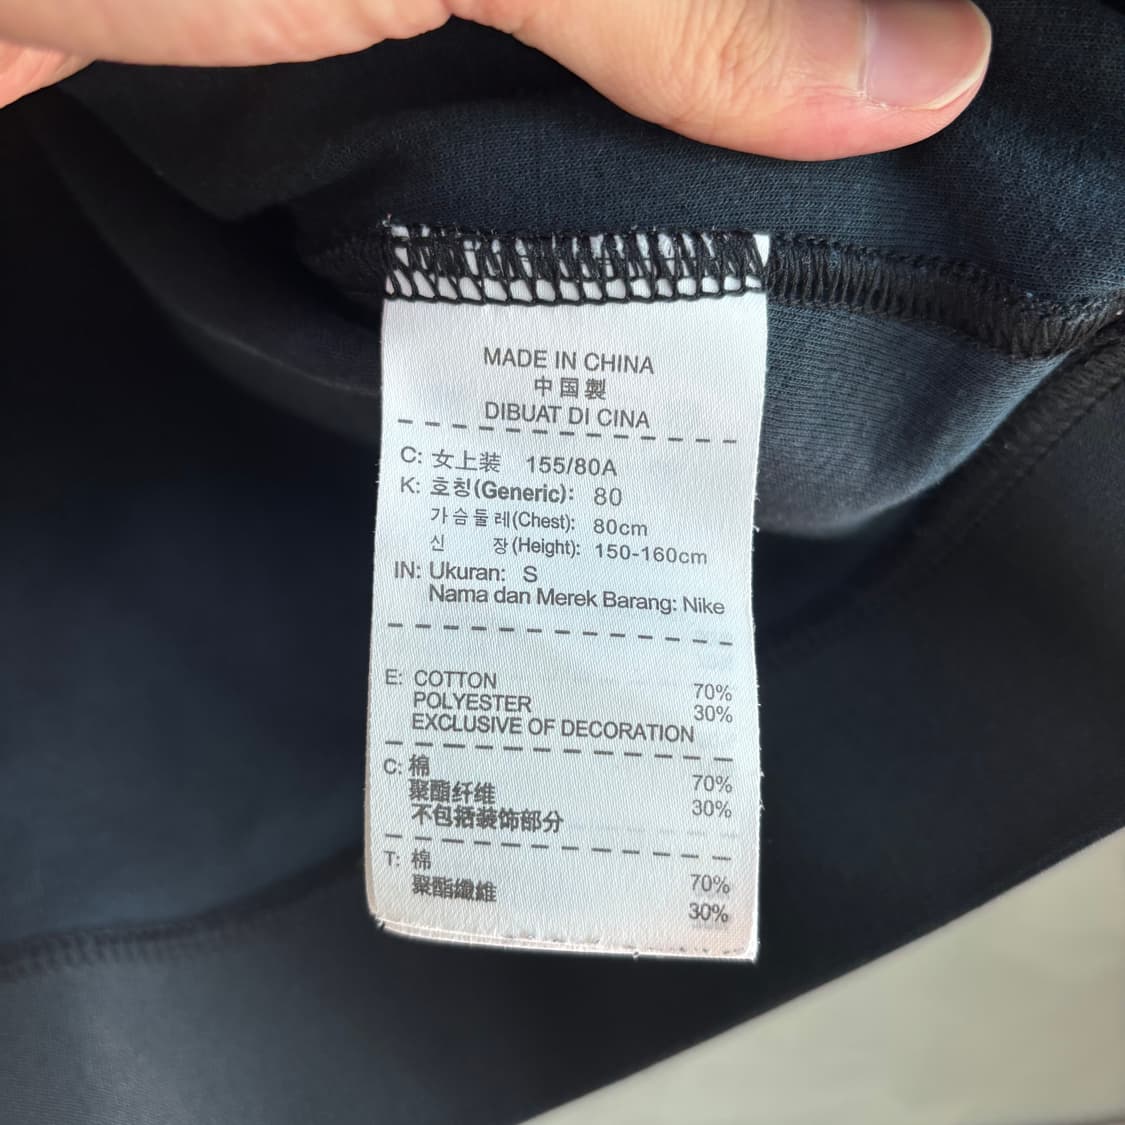 MADE IN CHINA
中国製
DIBUAT DI CINA
C: 女上装 155/80A
K: 호칭(Generic): 80
가슴둘레(Chest): 80cm
신 장(Height): 150-160cm
IN: Ukuran: S
Nama dan Merek Barang: Nike
E: COTTON 70%
POLYESTER 30%
EXCLUSIVE OF DECORATION
C: 棉 70%
聚酯纤维 30%
不包括装饰部分
T: 棉 70%
聚酯纖維 30%